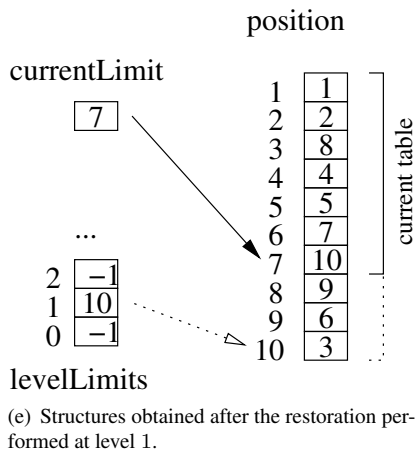 position
currentLimit
7
1 1
2 2
3 8
4 4
5 5
6 7
7 10
8 9
9 6
10 3
current table
...
2 −1
1 10
0 −1
levelLimits
(e) Structures obtained after the restoration per-
formed at level 1.